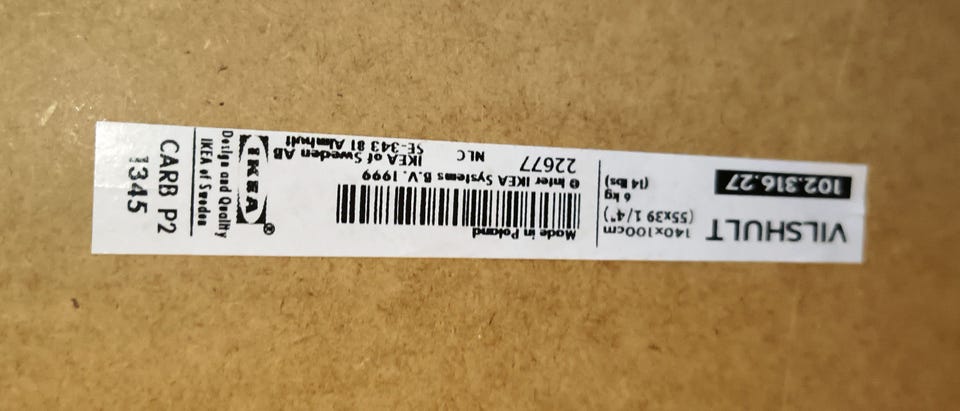 VILSHULT
102.316.27
140x100cm
(55x39 1/4")
6 kg
(14 lbs)
Made in Poland
© Inter IKEA Systems B.V. 1999
22677
NLC
IKEA of Sweden AB
SE-343 81 Älmhult
IKEA®
Design and Quality
IKEA of Sweden
CARB P2
1345